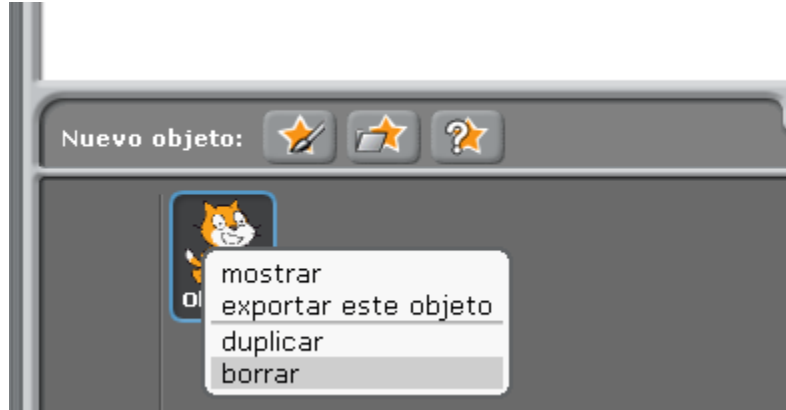 Nuevo objeto:
mostrar
exportar este objeto
duplicar
borrar